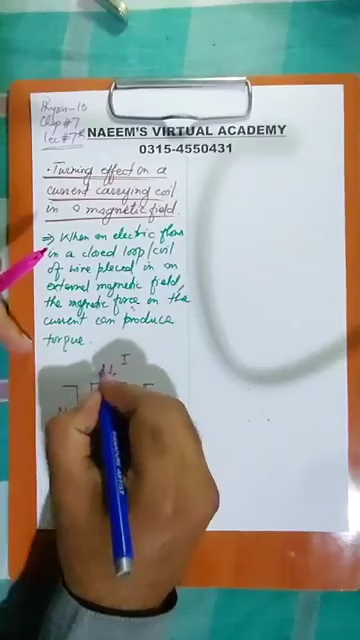 Physics-10
Chap#7
Lec#7
NAEEM'S VIRTUAL ACADEMY
0315-4550431
Turning effect on a
current carrying coil
in a magnetic field.
⇒ When an electric flows
in a closed loop/coil
of wire placed in an
external magnetic field,
the magnetic force on the
current can produce
torque.
I
N